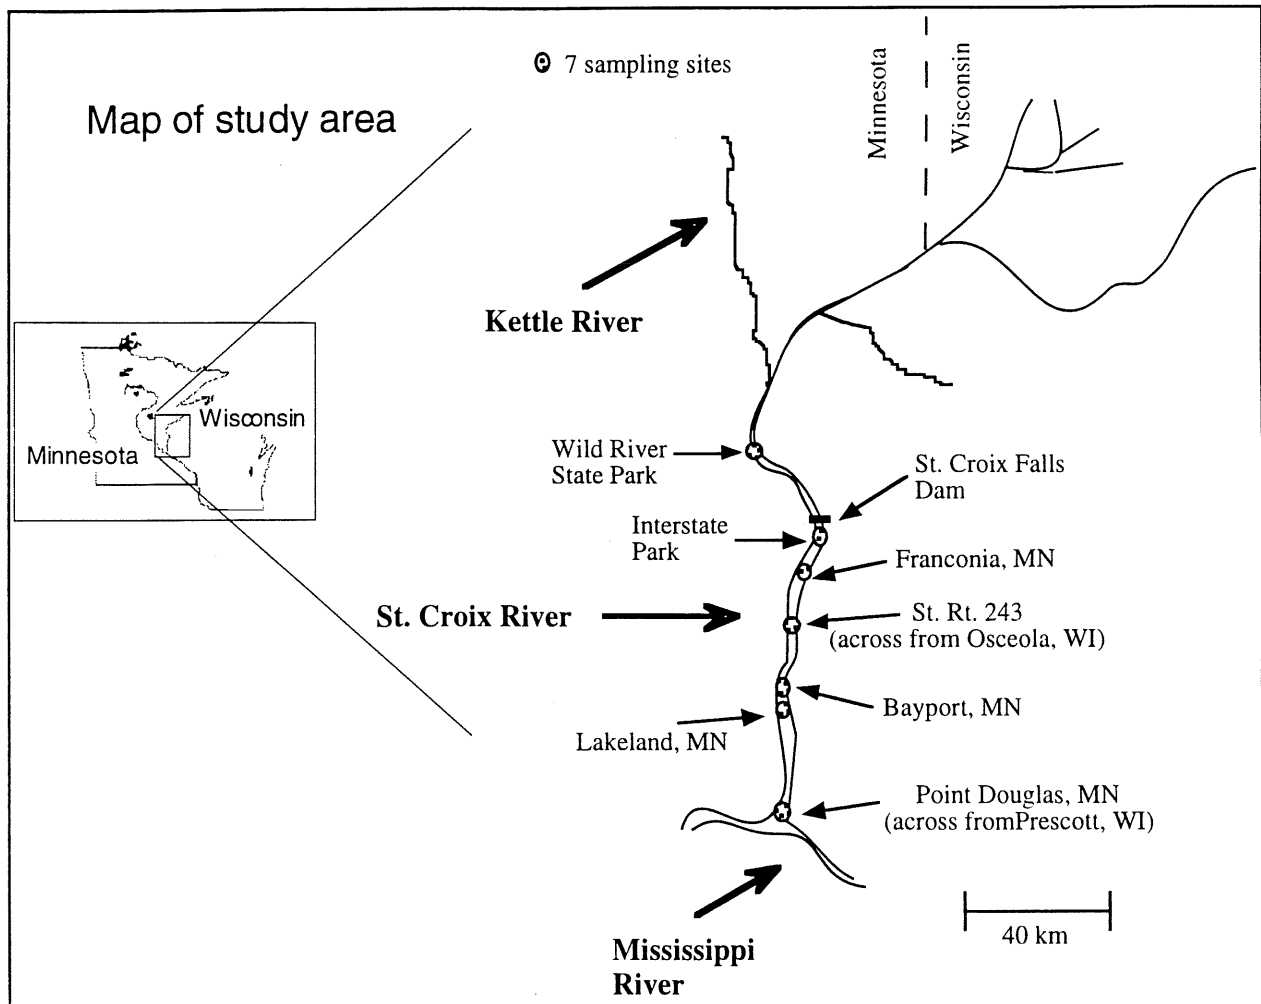 7 sampling sites
Map of study area
Minnesota
Wisconsin
Kettle River
Wisconsin
Minnesota
Wild River
State Park
St. Croix Falls
Dam
Interstate
Park
Franconia, MN
St. Croix River
St. Rt. 243
(across from Osceola, WI)
Bayport, MN
Lakeland, MN
Point Douglas, MN
(across fromPrescott, WI)
40 km
Mississippi
River